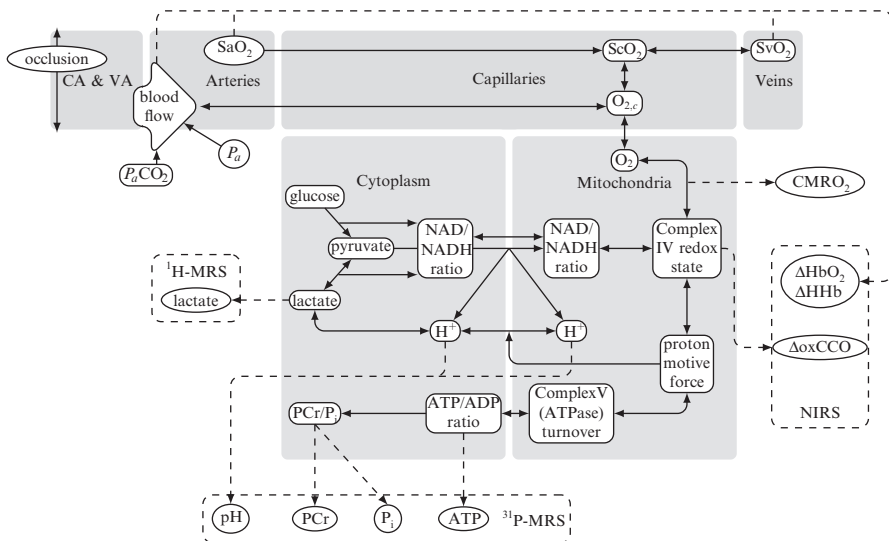 occlusion
CA & VA
blood
flow
Arteries
SaO₂
PₐCO₂
Pₐ
Capillaries
ScO₂
O₂,c
SvO₂
Veins
O₂
Mitochondria
Cytoplasm
CMRO₂
glucose
pyruvate
lactate
NAD/
NADH
ratio
NAD/
NADH
ratio
Complex
IV redox
state
¹H-MRS
lactate
H⁺
H⁺
proton
motive
force
ΔHbO₂
ΔHHb
ΔoxCCO
NIRS
PCr/Pᵢ
ATP/ADP
ratio
ComplexV
(ATPase)
turnover
pH
PCr
Pᵢ
ATP
³¹P-MRS